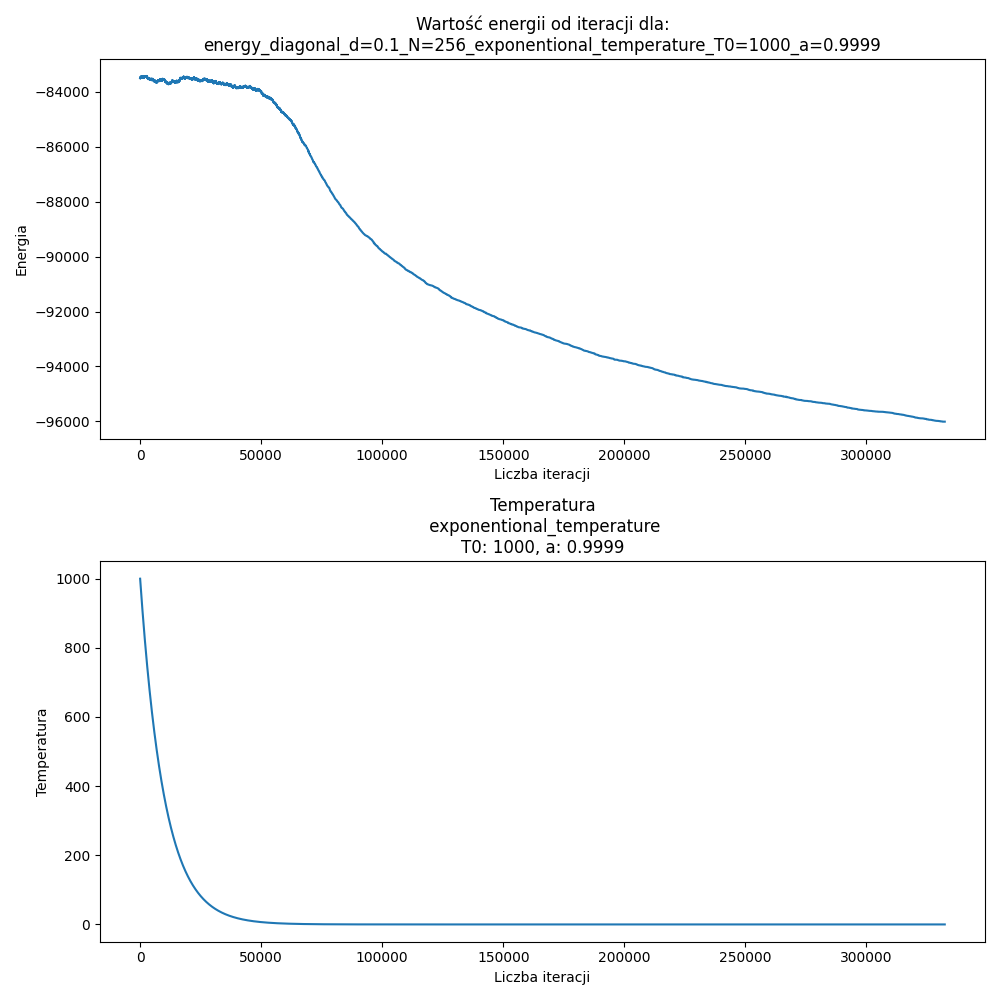 Wartość energii od iteracji dla:
energy_diagonal_d=0.1_N=256_exponentional_temperature_T0=1000_a=0.9999
−84000
−86000
−88000
−90000
−92000
−94000
−96000
Energia
0 50000 100000 150000 200000 250000 300000
Liczba iteracji
Temperatura
exponentional_temperature
T0: 1000, a: 0.9999
1000
800
600
400
200
0
Temperatura
0 50000 100000 150000 200000 250000 300000
Liczba iteracji